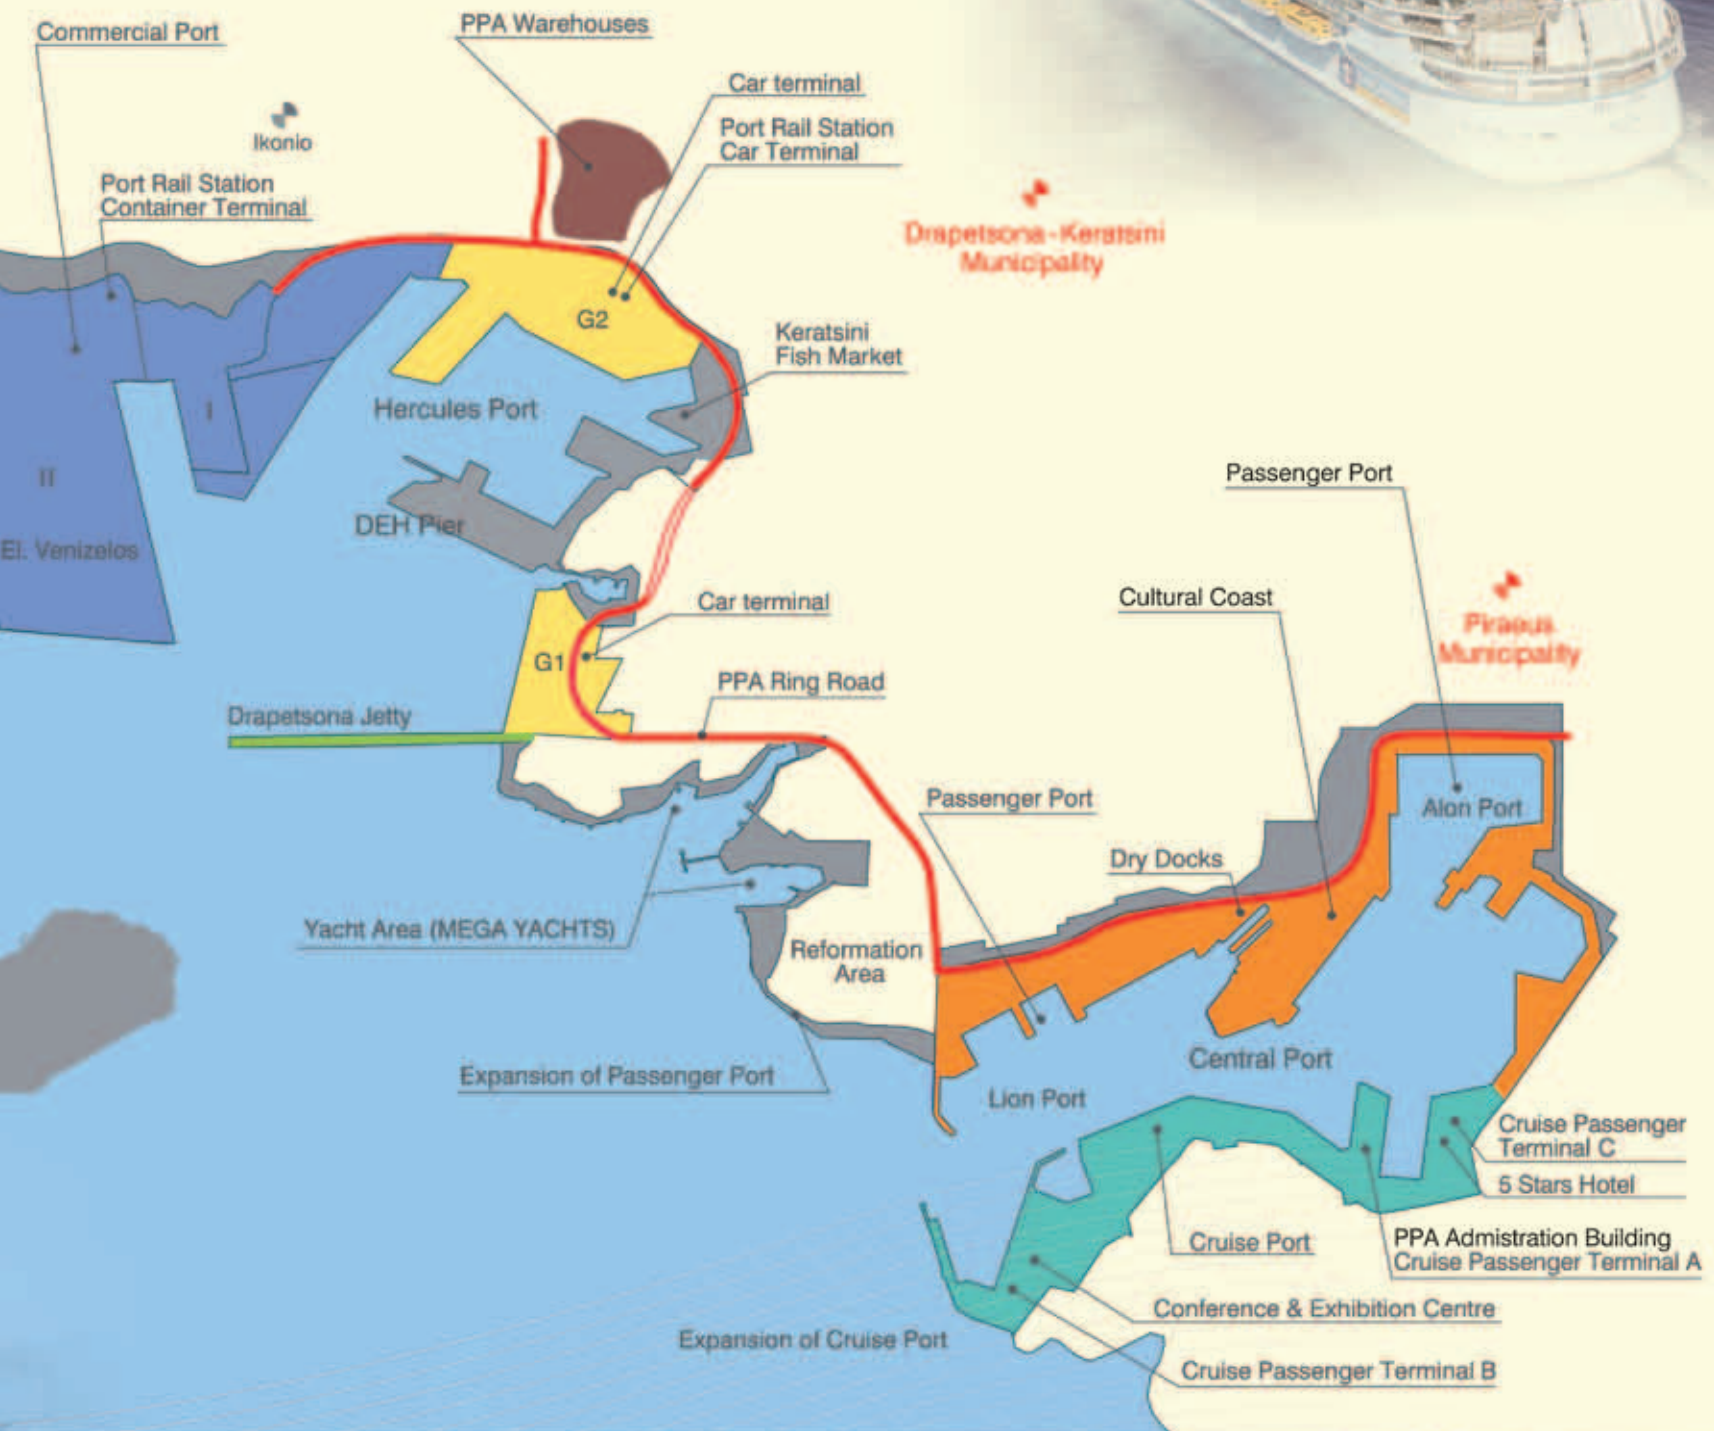 Commercial Port
PPA Warehouses
Car terminal
Port Rail Station
Car Terminal
Ikonio
Port Rail Station
Container Terminal
Drapetsona-Keratsini
Municipality
G2
Keratsini
Fish Market
Hercules Port
I
II
El. Venizelos
DEH Pier
Passenger Port
Cultural Coast
Car terminal
Piraeus
Municipality
G1
PPA Ring Road
Drapetsona Jetty
Passenger Port
Alon Port
Dry Docks
Yacht Area (MEGA YACHTS)
Reformation
Area
Expansion of Passenger Port
Central Port
Lion Port
Cruise Passenger
Terminal C
5 Stars Hotel
Cruise Port
PPA Admistration Building
Cruise Passenger Terminal A
Conference & Exhibition Centre
Expansion of Cruise Port
Cruise Passenger Terminal B